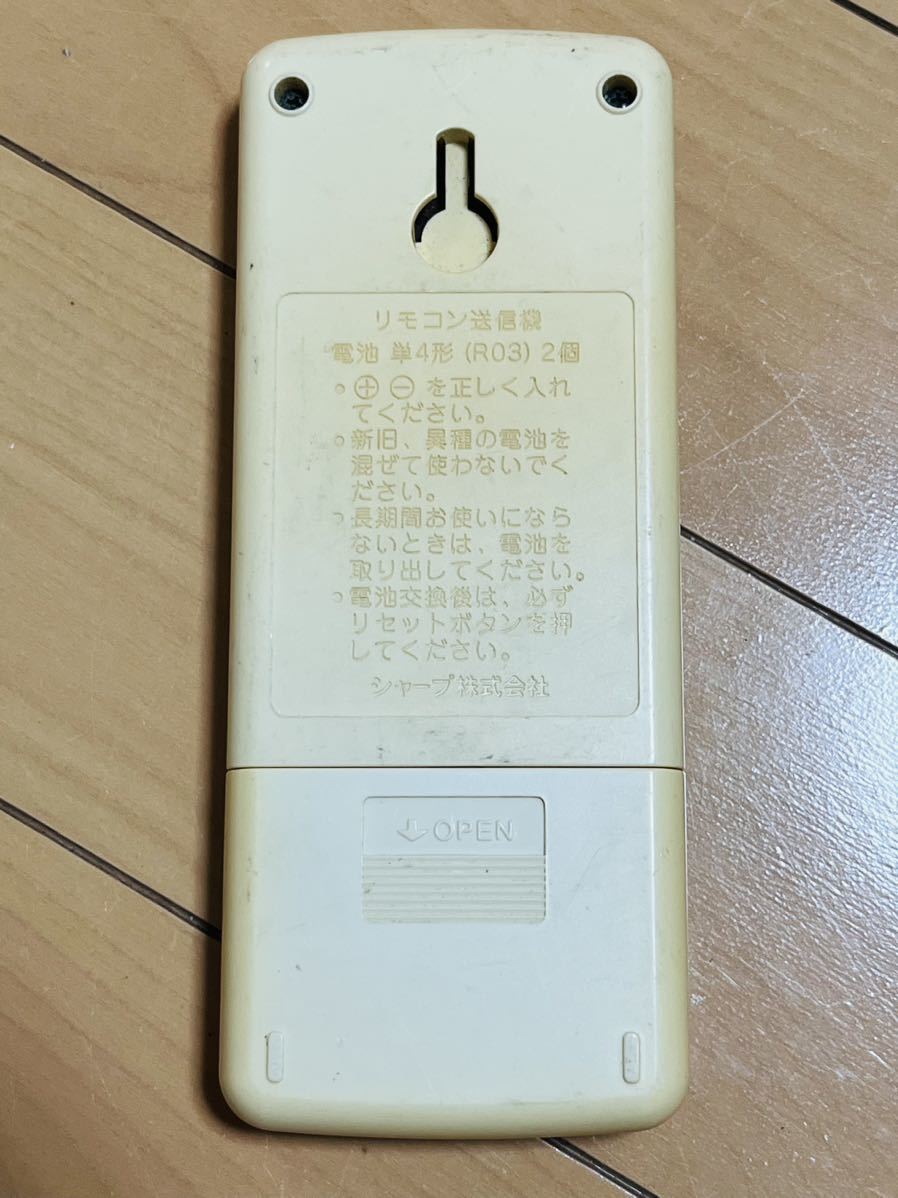 リモコン送信機
電池 単4形 (R03) 2個
◦⊕⊖を正しく入れ
てください。
◦新旧、異種の電池を
混ぜて使わないでく
ださい。
◦長期間お使いになら
ないときは、電池を
取り出してください。
◦電池交換後は、必ず
リセットボタンを押
してください。
シャープ株式会社
OPEN